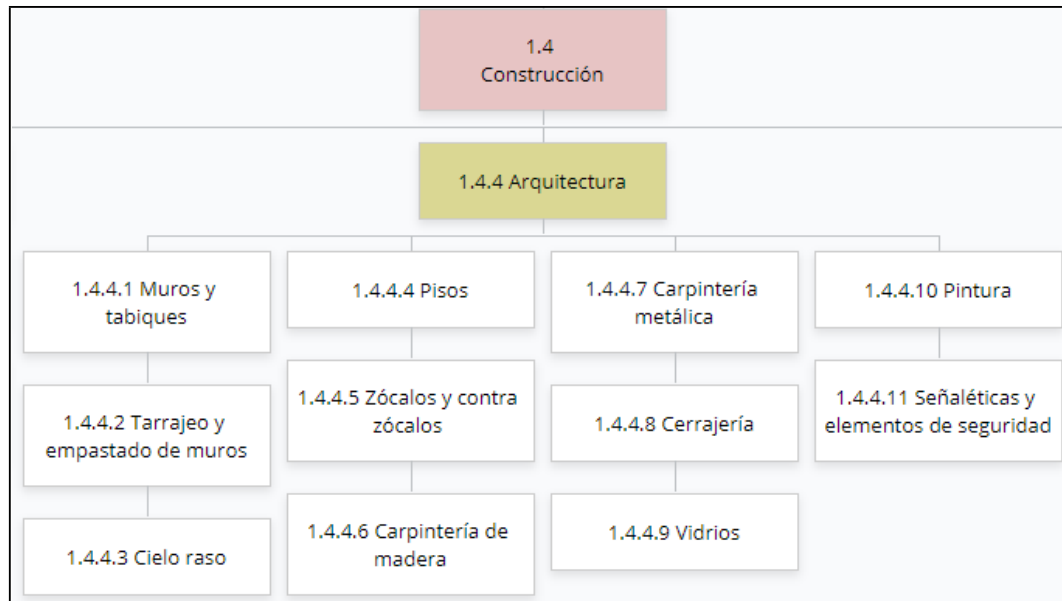 1.4
Construcción
1.4.4 Arquitectura
1.4.4.1 Muros y
tabiques
1.4.4.2 Tarrajeo y
empastado de muros
1.4.4.3 Cielo raso
1.4.4.4 Pisos
1.4.4.5 Zócalos y contra
zócalos
1.4.4.6 Carpintería de
madera
1.4.4.7 Carpintería
metálica
1.4.4.8 Cerrajería
1.4.4.9 Vidrios
1.4.4.10 Pintura
1.4.4.11 Señaléticas y
elementos de seguridad